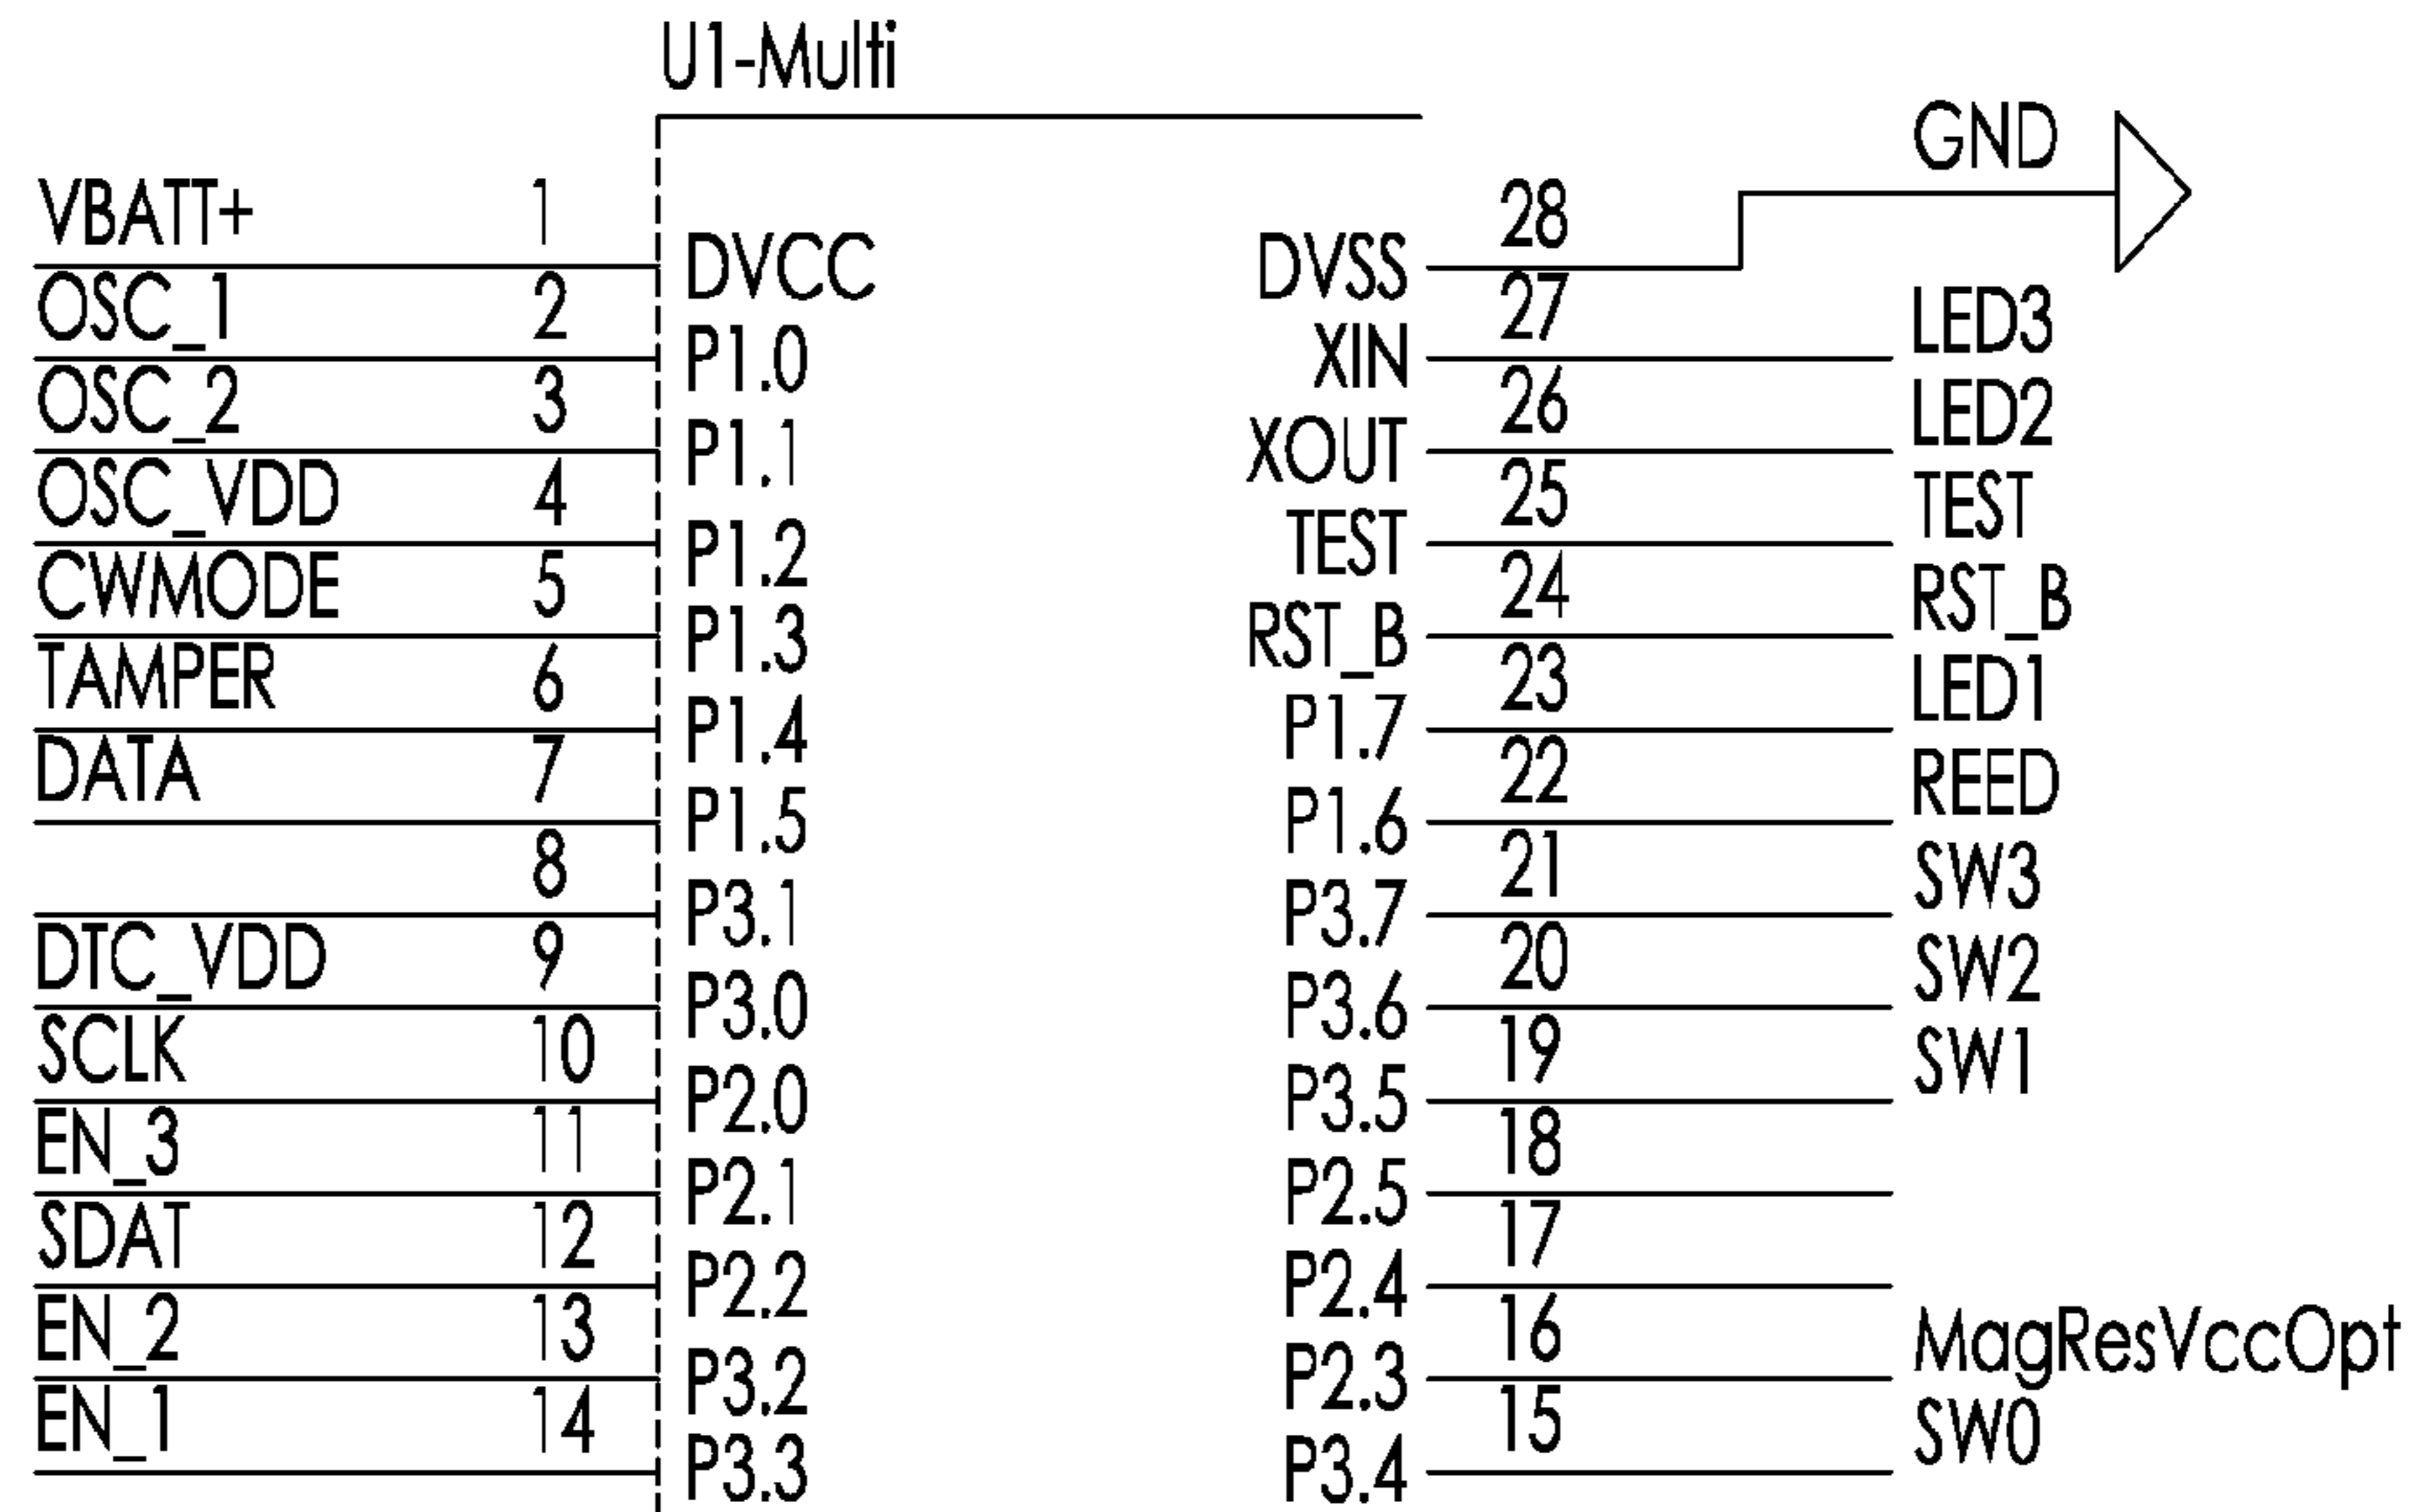 U1-Multi
GND
VBATT+ 1 DVCC DVSS 28
OSC_1 2 P1.0 XIN 27 LED3
OSC_2 3 P1.1 XOUT 26 LED2
OSC_VDD 4 P1.2 TEST 25 TEST
CWMODE 5 P1.3 RST_B 24 RST_B
TAMPER 6 P1.4 P1.7 23 LED1
DATA 7 P1.5 P1.6 22 REED
8 P3.1 P3.7 21 SW3
DTC_VDD 9 P3.0 P3.6 20 SW2
SCLK 10 P2.0 P3.5 19 SW1
EN_3 11 P2.1 P2.5 18
SDAT 12 P2.2 P2.4 17
EN_2 13 P3.2 P2.3 16 MagResVccOpt
EN_1 14 P3.3 P3.4 15 SW0